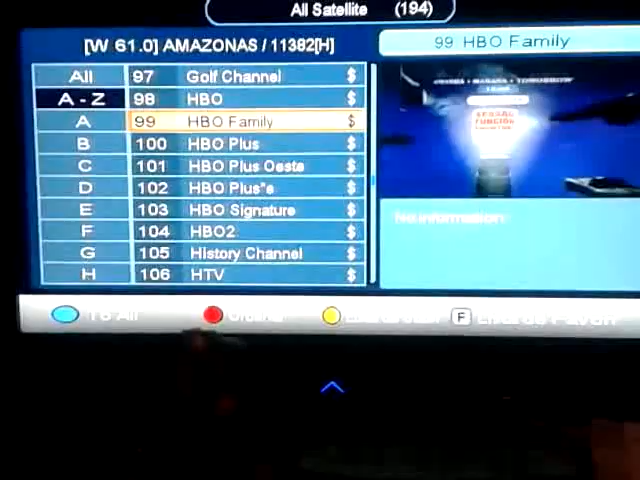 All Satellite (194)
[W 61.0] AMAZONAS / 11382[H]
99 HBO Family
All 97 Golf Channel $
A - Z 98 HBO $
A 99 HBO Family $
B 100 HBO Plus $
C 101 HBO Plus Oeste $
D 102 HBO Plus*e $
E 103 HBO Signature $
F 104 HBO2 $
G 105 History Channel $
H 106 HTV $
TOMORROW
FUNCION
No information
F